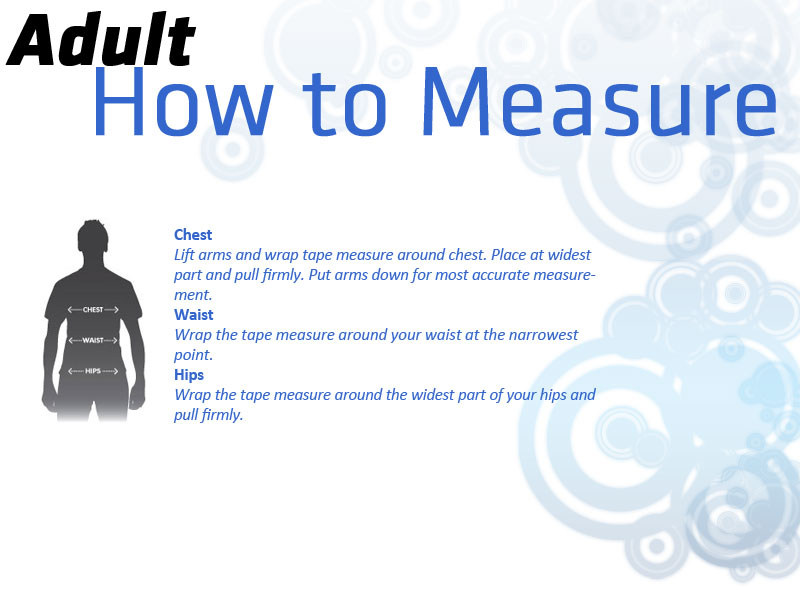 Adult
How to Measure
Chest
Lift arms and wrap tape measure around chest. Place at widest
part and pull firmly. Put arms down for most accurate measure-
ment.
Waist
Wrap the tape measure around your waist at the narrowest
point.
Hips
Wrap the tape measure around the widest part of your hips and
pull firmly.
CHEST
WAIST
HIPS